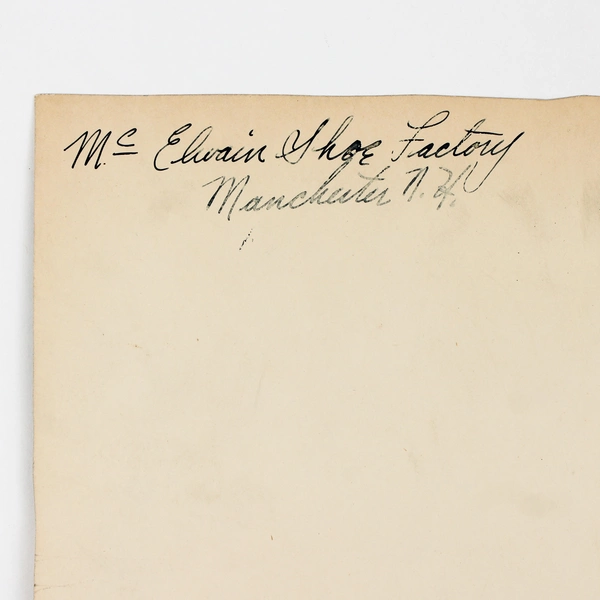 Mc Elwain Shoe Factory
Manchester N. H.